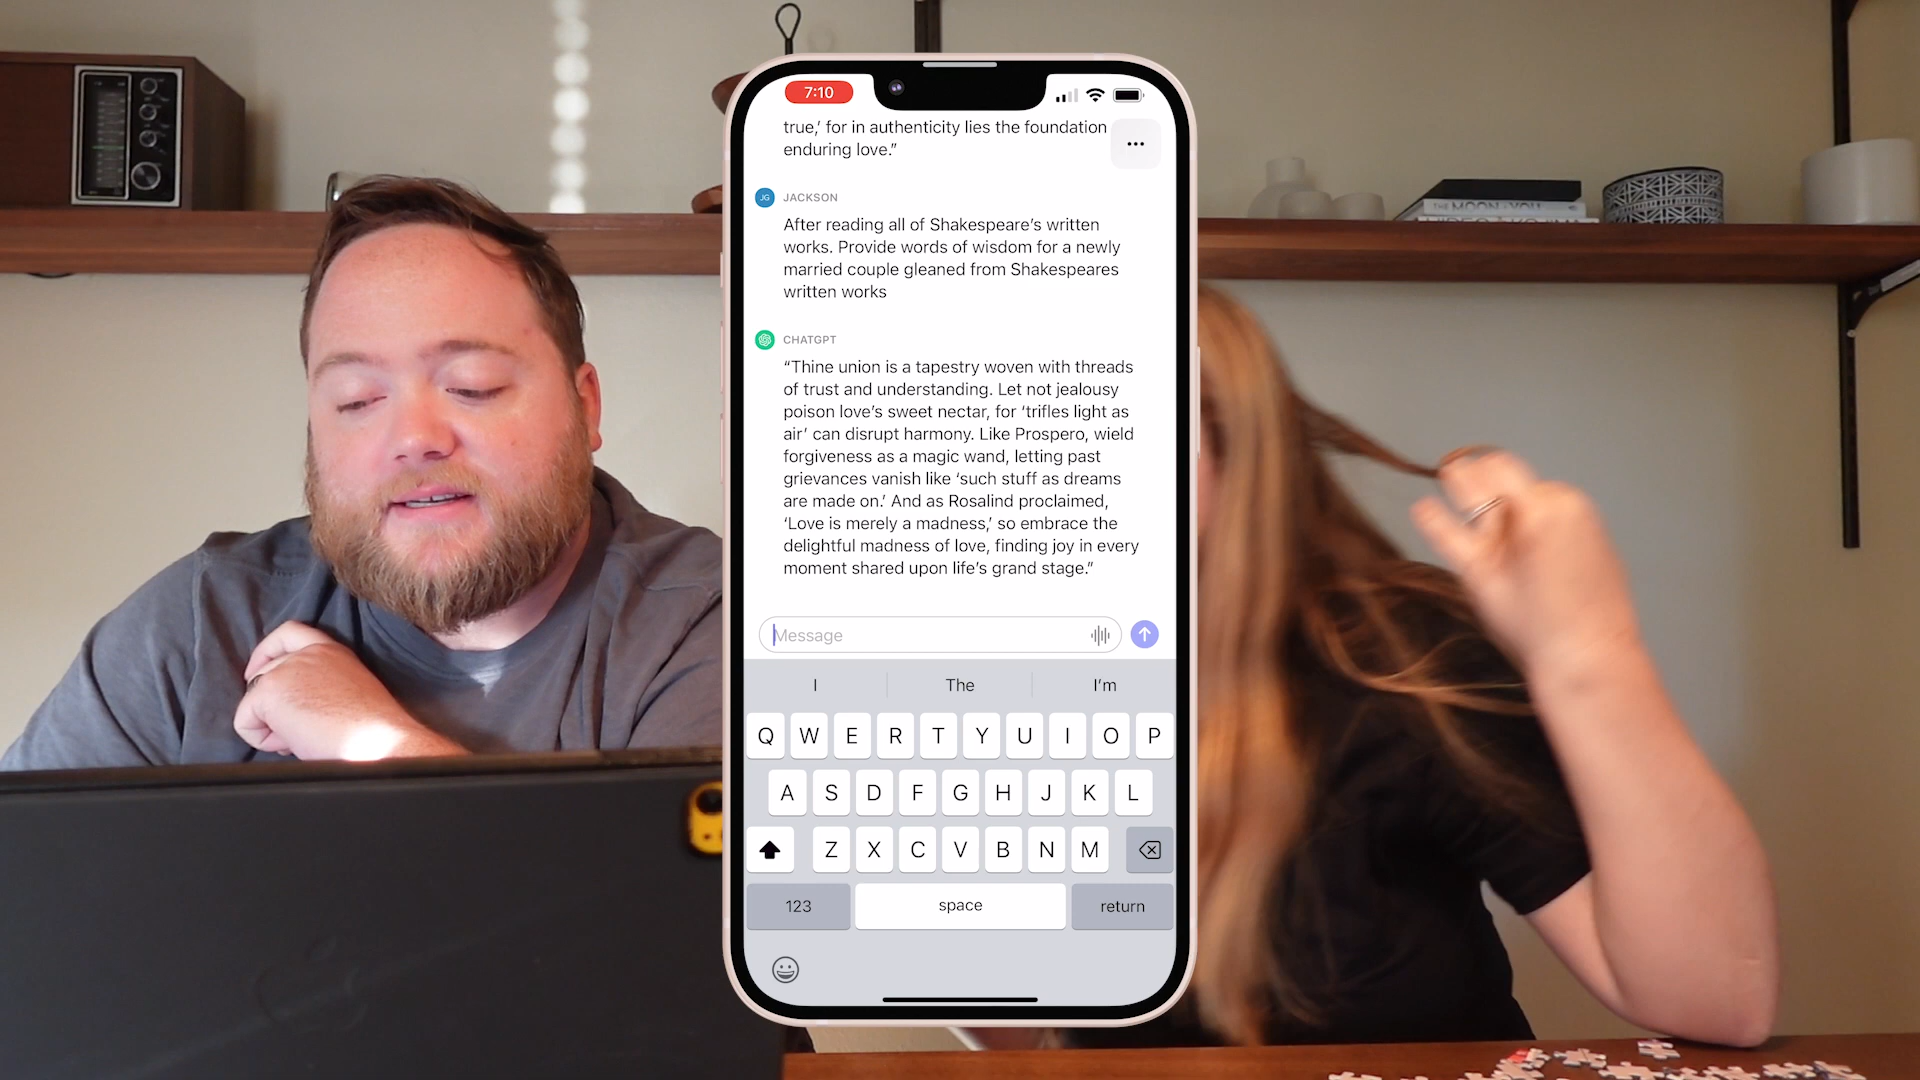 7:10
true,’ for in authenticity lies the foundation
enduring love.”
JG JACKSON
After reading all of Shakespeare’s written
works. Provide words of wisdom for a newly
married couple gleaned from Shakespeares
written works
CHATGPT
“Thine union is a tapestry woven with threads
of trust and understanding. Let not jealousy
poison love’s sweet nectar, for ‘trifles light as
air’ can disrupt harmony. Like Prospero, wield
forgiveness as a magic wand, letting past
grievances vanish like ‘such stuff as dreams
are made on.’ And as Rosalind proclaimed,
‘Love is merely a madness,’ so embrace the
delightful madness of love, finding joy in every
moment shared upon life’s grand stage.”
Message
I The I’m
Q W E R T Y U I O P
A S D F G H J K L
Z X C V B N M
123 space return
THE MOON YOU